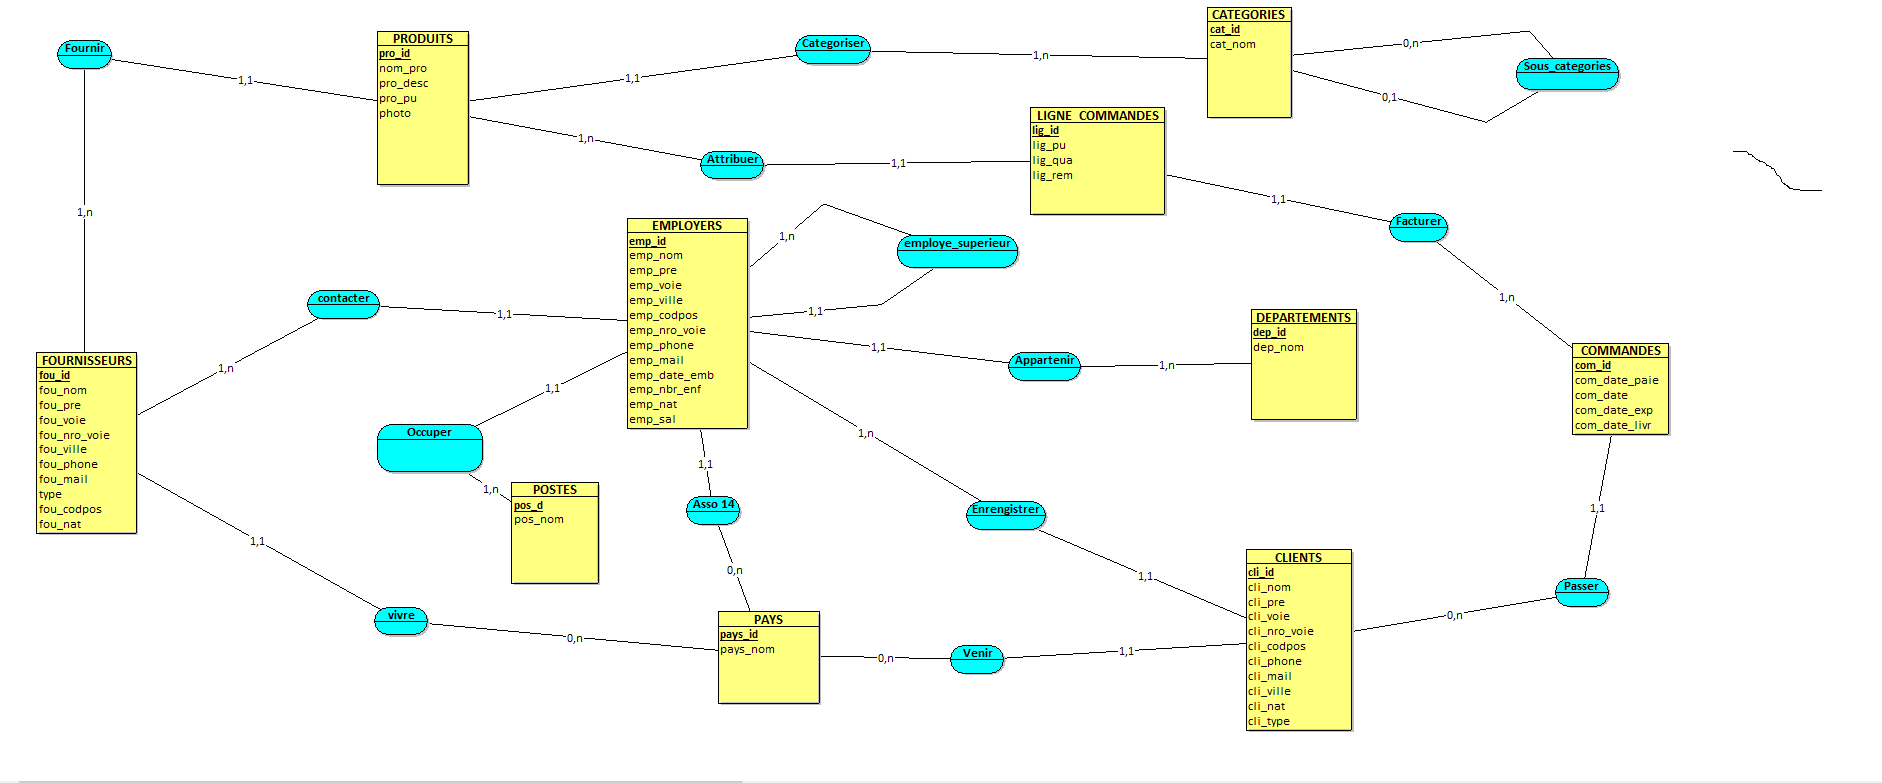 Fournir
1,1
1,n
PRODUITS
pro_id
nom_pro
pro_desc
pro_pu
photo
1,1
Categoriser
1,n
CATEGORIES
cat_id
cat_nom
0,n
Sous_categories
0,1
1,n
Attribuer
1,1
LIGNE_COMMANDES
lig_id
lig_pu
lig_qua
lig_rem
1,1
Facturer
1,n
EMPLOYERS
emp_id
emp_nom
emp_pre
emp_voie
emp_ville
emp_codpos
emp_nro_voie
emp_phone
emp_mail
emp_date_emb
emp_nbr_enf
emp_nat
emp_sal
1,n
employe_superieur
1,1
contacter
1,1
1,n
1,1
Appartenir
1,n
DEPARTEMENTS
dep_id
dep_nom
COMMANDES
com_id
com_date_paie
com_date
com_date_exp
com_date_livr
FOURNISSEURS
fou_id
fou_nom
fou_pre
fou_voie
fou_nro_voie
fou_ville
fou_phone
fou_mail
type
fou_codpos
fou_nat
1,1
Occuper
1,n
POSTES
pos_d
pos_nom
1,1
Asso 14
0,n
1,n
Enrengistrer
1,1
1,1
Passer
0,n
CLIENTS
cli_id
cli_nom
cli_pre
cli_voie
cli_nro_voie
cli_codpos
cli_phone
cli_mail
cli_ville
cli_nat
cli_type
1,1
vivre
0,n
PAYS
pays_id
pays_nom
0,n
Venir
1,1